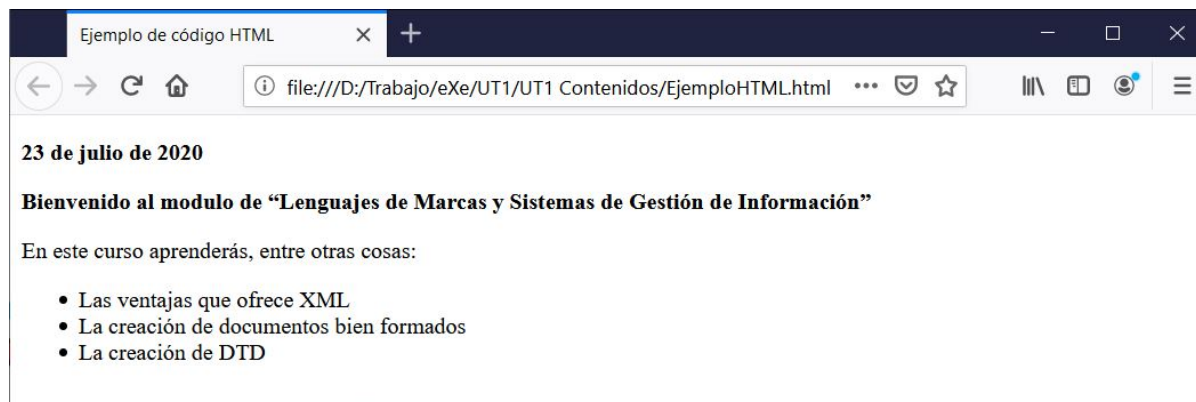 Ejemplo de código HTML
file:///D:/Trabajo/eXe/UT1/UT1 Contenidos/EjemploHTML.html
23 de julio de 2020
Bienvenido al modulo de “Lenguajes de Marcas y Sistemas de Gestión de Información”
En este curso aprenderás, entre otras cosas:
• Las ventajas que ofrece XML
• La creación de documentos bien formados
• La creación de DTD